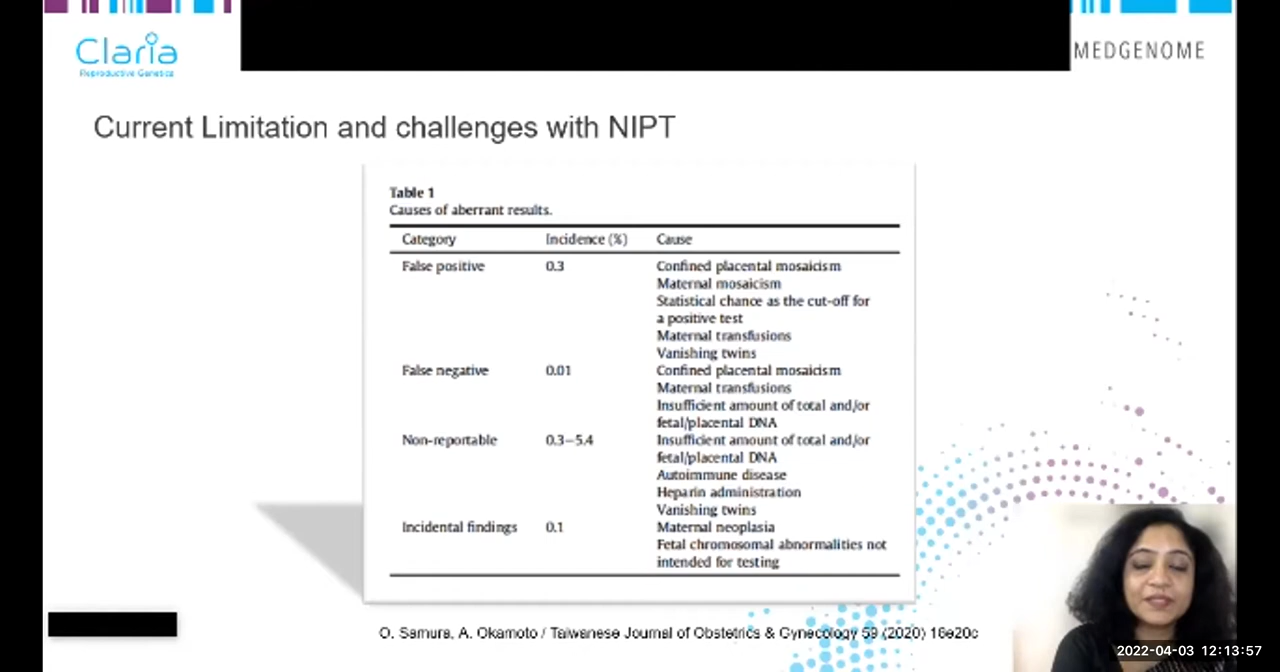 Claria
Reproductive Genetics
MEDGENOME
Current Limitation and challenges with NIPT
Table 1
Causes of aberrant results.
Category Incidence (%) Cause
False positive 0.3 Confined placental mosaicism
Maternal mosaicism
Statistical chance as the cut-off for
a positive test
Maternal transfusions
Vanishing twins
False negative 0.01 Confined placental mosaicism
Maternal transfusions
Insufficient amount of total and/or
fetal/placental DNA
Non-reportable 0.3–5.4 Insufficient amount of total and/or
fetal/placental DNA
Autoimmune disease
Heparin administration
Vanishing twins
Incidental findings 0.1 Maternal neoplasia
Fetal chromosomal abnormalities not
intended for testing
O. Samura, A. Okamoto / Taiwanese Journal of Obstetrics & Gynecology 59 (2020)
2022-04-03 12:13:57